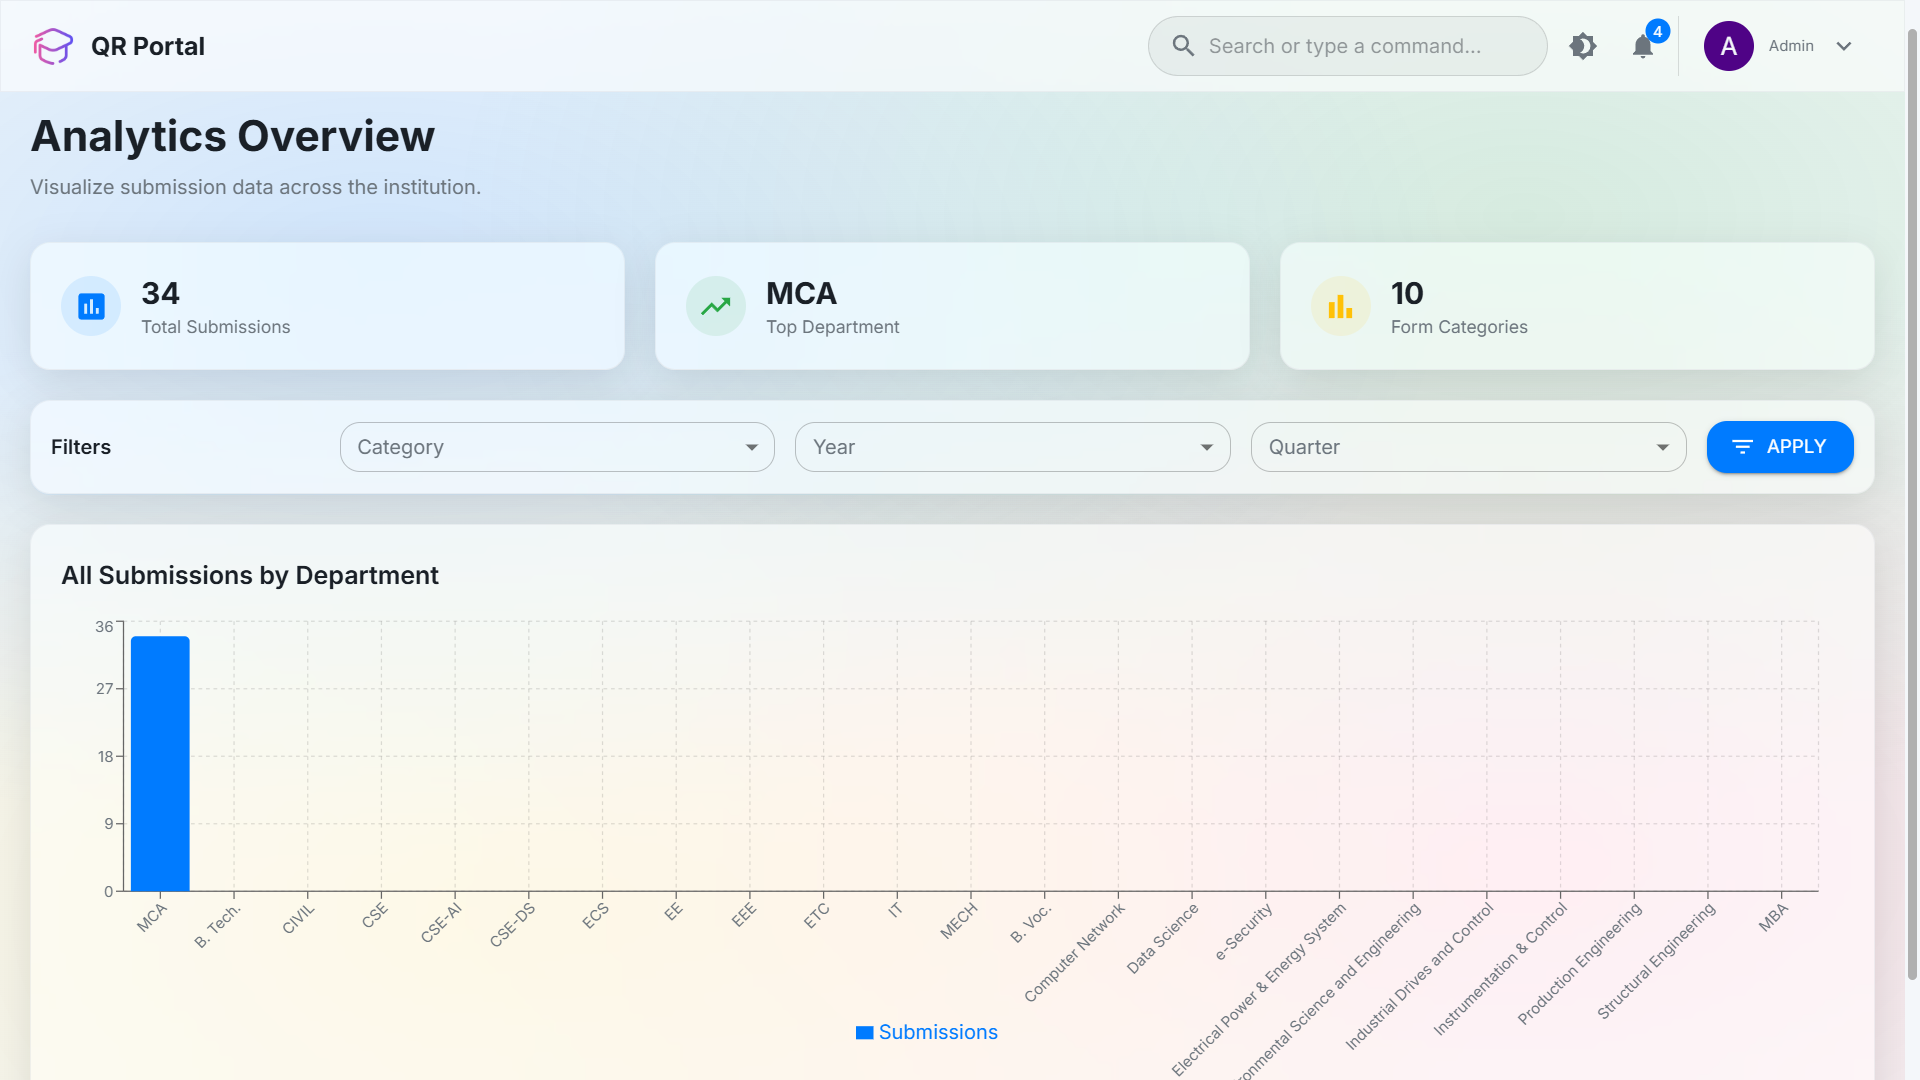 QR Portal
Search or type a command...
4
A
Admin
Analytics Overview
Visualize submission data across the institution.
34
Total Submissions
MCA
Top Department
10
Form Categories
Filters
Category
Year
Quarter
APPLY
All Submissions by Department
36
27
18
9
0
MCA
B. Tech.
CIVIL
CSE
CSE-AI
CSE-DS
ECS
EE
EEE
ETC
IT
MECH
B. Voc.
Computer Network
Data Science
e-Security
Electrical Power & Energy System
Science and Engineering
Industrial Drives and Control
Instrumentation & Control
Production Engineering
Structural Engineering
MBA
Submissions